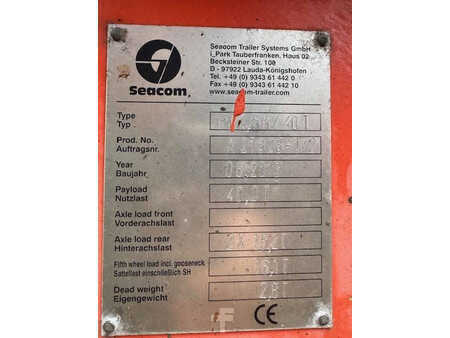 Seacom Trailer Systems GmbH
i_Park Tauberfranken, Haus 02
Becksteiner Str. 100
D - 97922 Lauda-Königshofen
Tel. +49 (0) 9343 61 442 0
Fax +49 (0) 9343 61 442 10
www.seacom-trailer.com
Seacom
Type
Typ
Prod. No.
Auftragsnr.
Year
Baujahr
Payload
Nutzlast
Axle load front
Vorderachslast
Axle load rear
Hinterachslast
Fifth wheel load incl. gooseneck
Sattellast einschließlich SH
Dead weight
Eigengewicht
CE